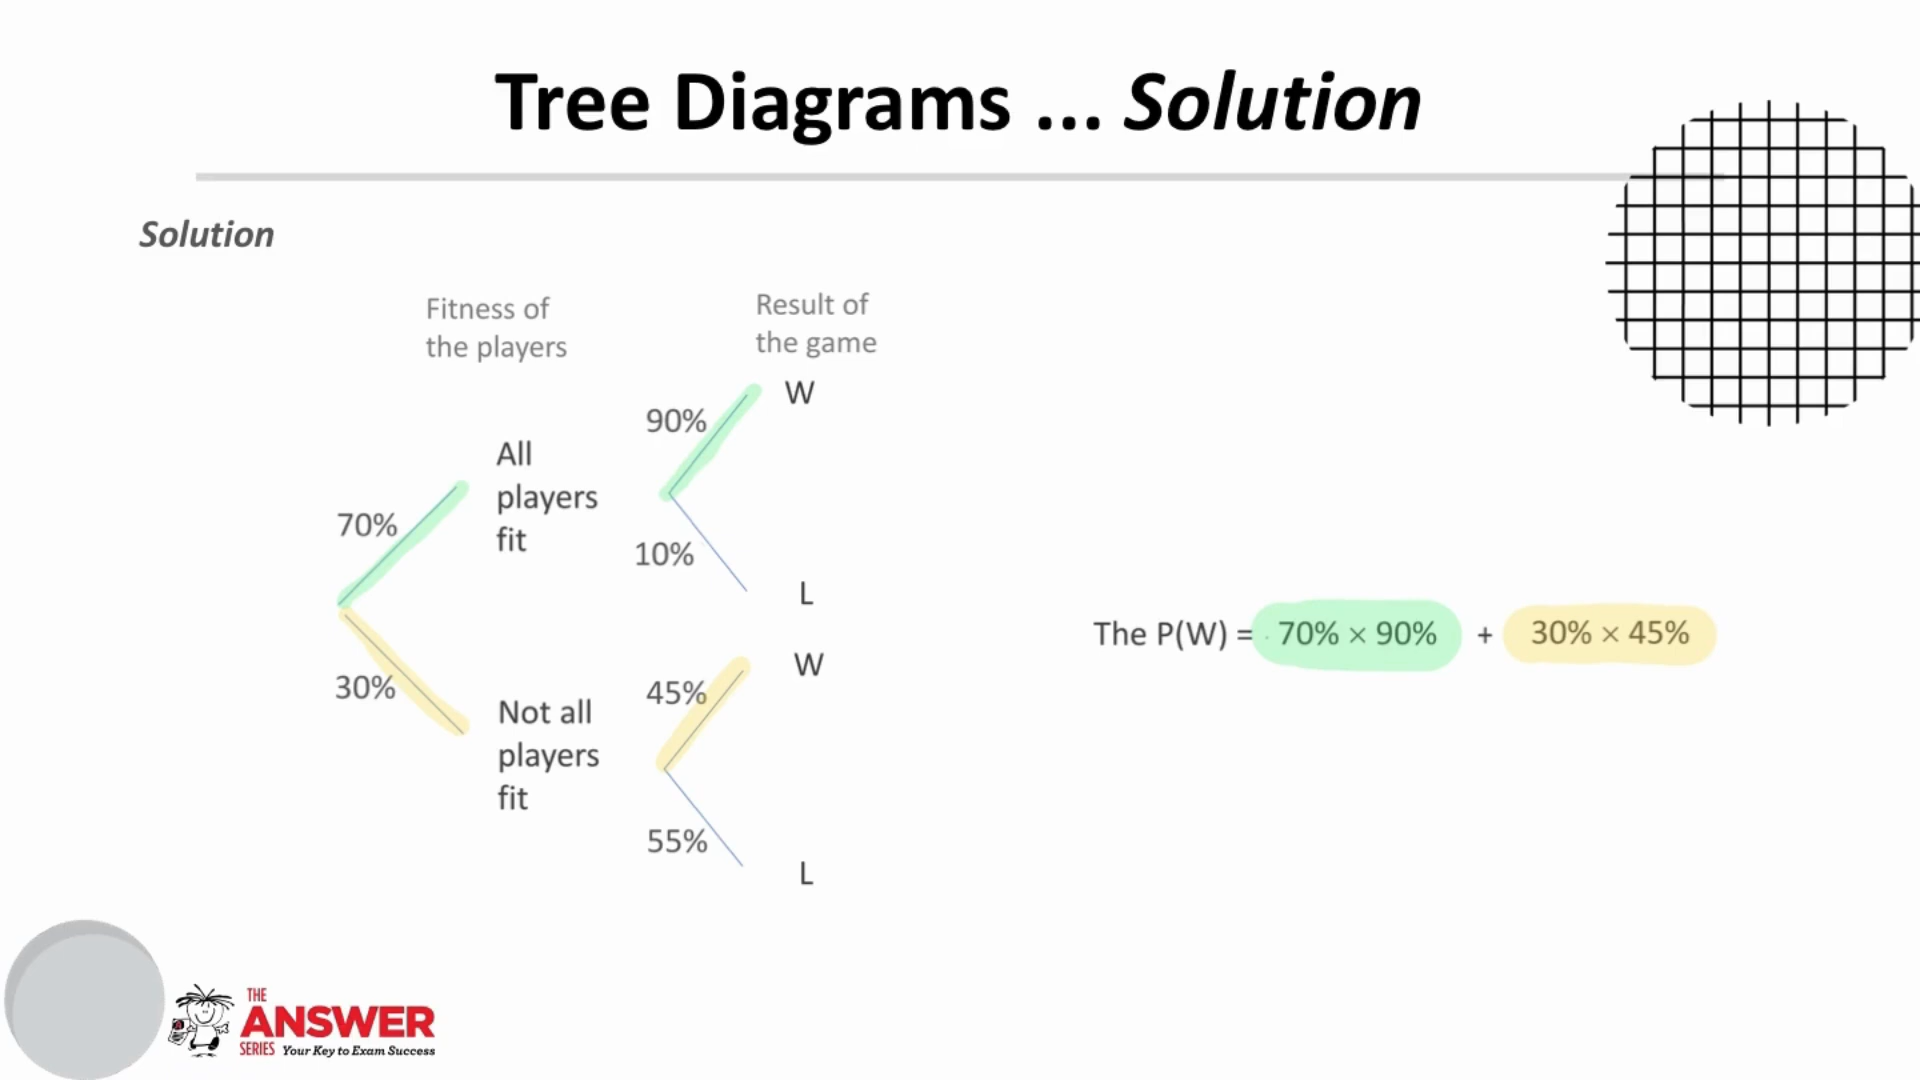 Tree Diagrams ... Solution
Solution
Fitness of
the players
Result of
the game
W
90%
All
players
fit
70%
10%
L
The P(W) = 70% × 90% + 30% × 45%
W
30%
45%
Not all
players
fit
55%
L
THE
ANSWER
SERIES Your Key to Exam Success